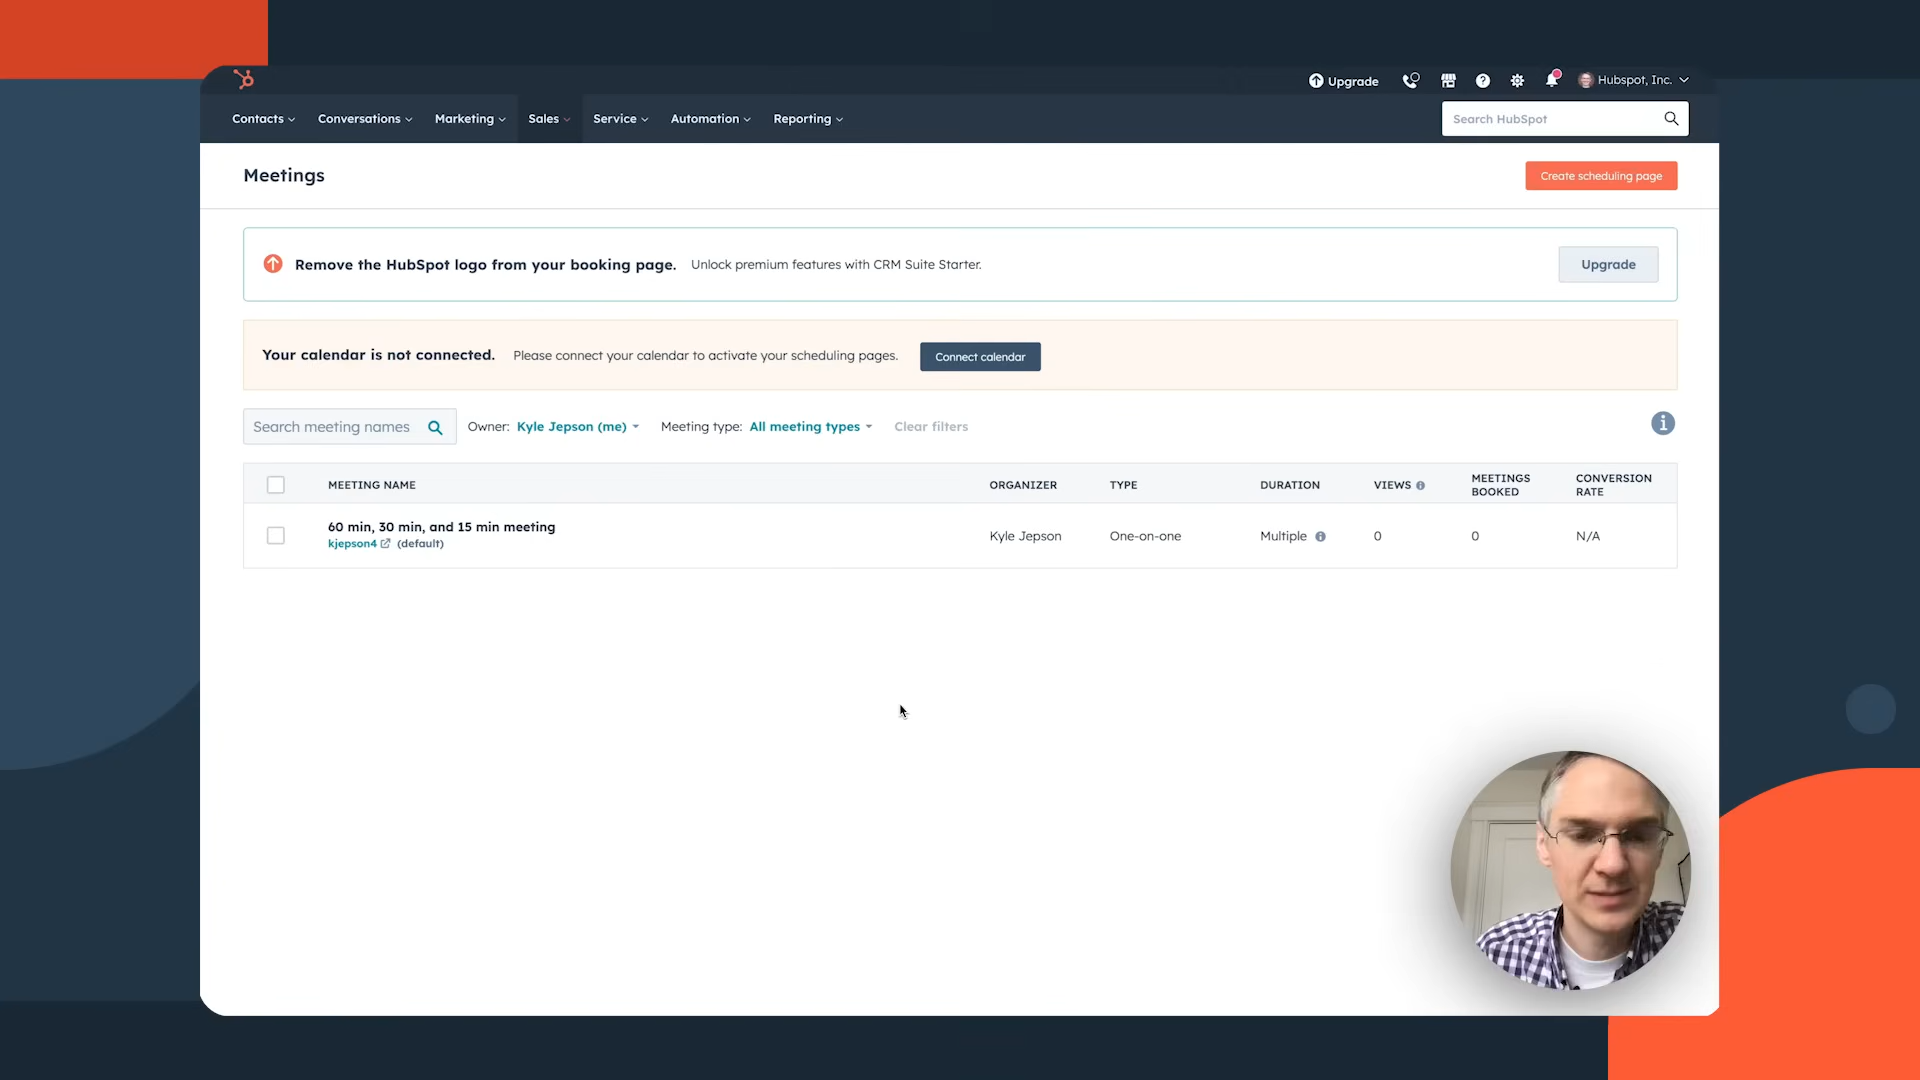 Upgrade
Hubspot, Inc.
Contacts
Conversations
Marketing
Sales
Service
Automation
Reporting
Search HubSpot
Meetings
Create scheduling page
Remove the HubSpot logo from your booking page. Unlock premium features with CRM Suite Starter.
Upgrade
Your calendar is not connected. Please connect your calendar to activate your scheduling pages.
Connect calendar
Search meeting names
Owner: Kyle Jepson (me)
Meeting type: All meeting types
Clear filters
MEETING NAME
ORGANIZER
TYPE
DURATION
VIEWS
MEETINGS BOOKED
CONVERSION RATE
60 min, 30 min, and 15 min meeting
kjepson4 (default)
Kyle Jepson
One-on-one
Multiple
0
0
N/A